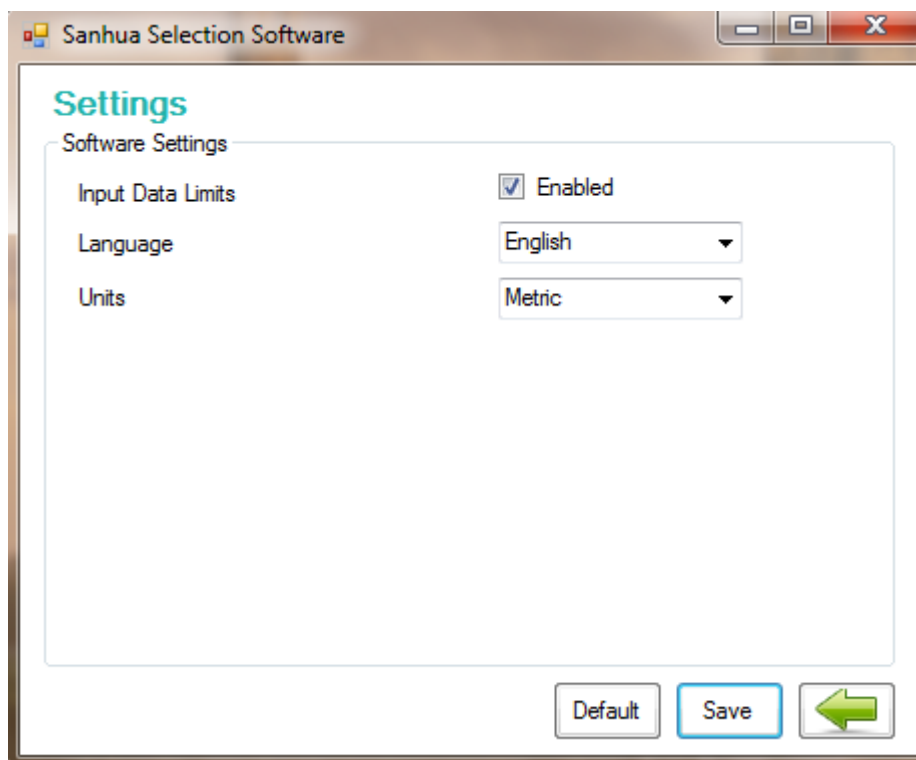 Sanhua Selection Software
Settings
Software Settings
Input Data Limits Enabled
Language English
Units Metric
Default Save